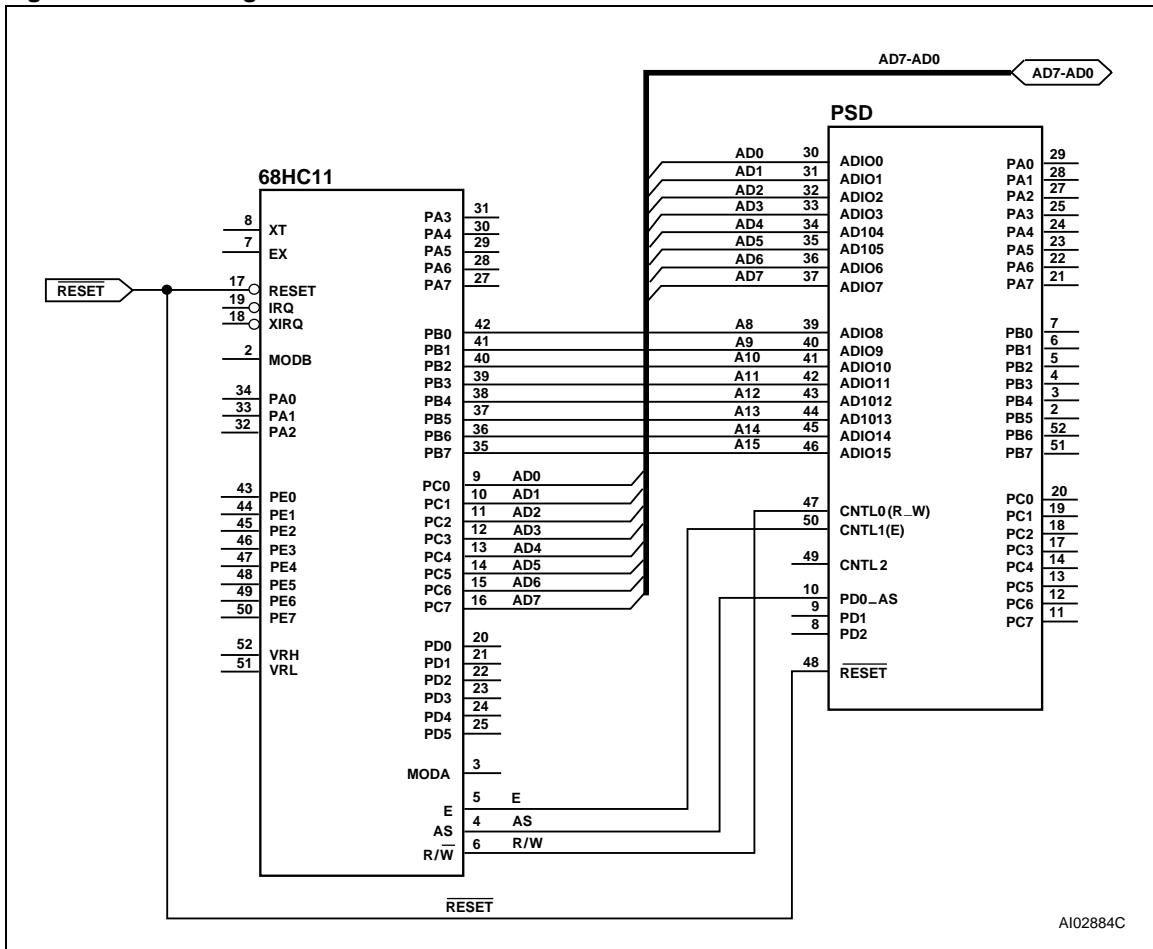 AD7-AD0
AD7-AD0
PSD
68HC11
8 XT
7 EX
RESET
17 RESET
19 IRQ
18 XIRQ
2 MODB
34 PA0
33 PA1
32 PA2
43 PE0
44 PE1
45 PE2
46 PE3
47 PE4
48 PE5
49 PE6
50 PE7
52 VRH
51 VRL
PA3 31
PA4 30
PA5 29
PA6 28
PA7 27
PB0 42
PB1 41
PB2 40
PB3 39
PB4 38
PB5 37
PB6 36
PB7 35
PC0 9 AD0
PC1 10 AD1
PC2 11 AD2
PC3 12 AD3
PC4 13 AD4
PC5 14 AD5
PC6 15 AD6
PC7 16 AD7
PD0 20
PD1 21
PD2 22
PD3 23
PD4 24
PD5 25
MODA 3
E 5 E
AS 4 AS
R/W 6 R/W
RESET
AD0 30 ADIO0
AD1 31 ADIO1
AD2 32 ADIO2
AD3 33 ADIO3
AD4 34 AD104
AD5 35 AD105
AD6 36 ADIO6
AD7 37 ADIO7
A8 39 ADIO8
A9 40 ADIO9
A10 41 ADIO10
A11 42 ADIO11
A12 43 AD1012
A13 44 AD1013
A14 45 ADIO14
A15 46 ADIO15
47 CNTL0(R_W)
50 CNTL1(E)
49 CNTL 2
10 PD0_AS
9 PD1
8 PD2
48 RESET
PA0 29
PA1 28
PA2 27
PA3 25
PA4 24
PA5 23
PA6 22
PA7 21
PB0 7
PB1 6
PB2 5
PB3 4
PB4 3
PB5 2
PB6 52
PB7 51
PC0 20
PC1 19
PC2 18
PC3 17
PC4 14
PC5 13
PC6 12
PC7 11
AI02884C